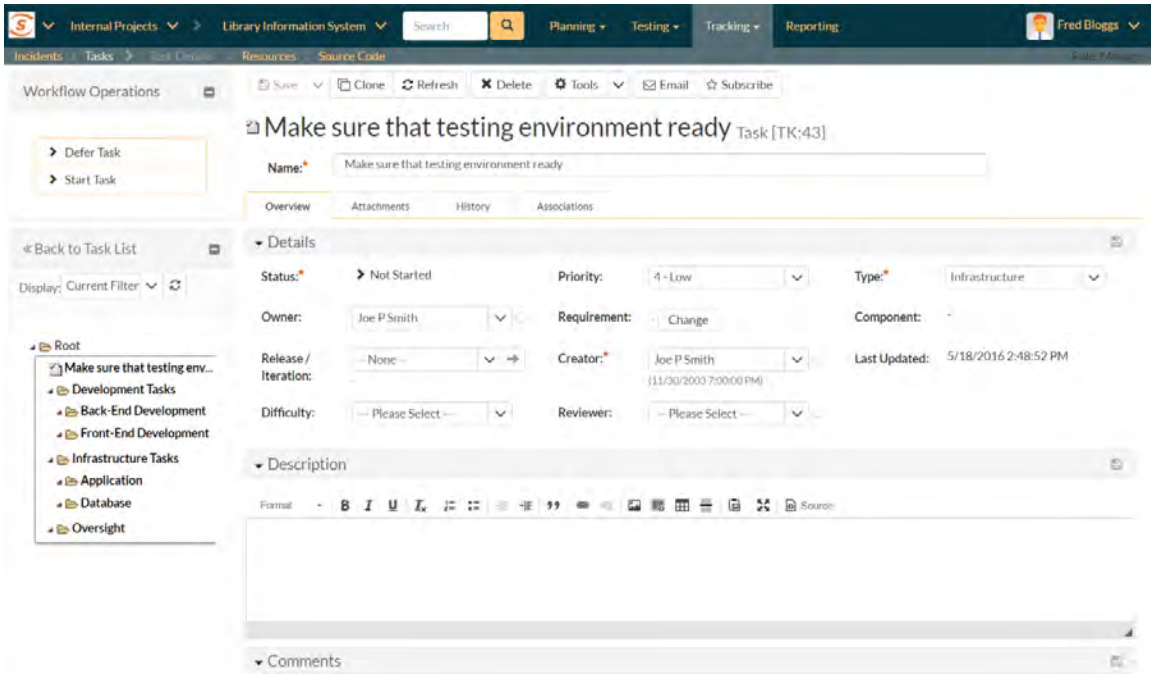 S Internal Projects > Library Information System Search Planning Testing Tracking Reporting Fred Bloggs
Incidents Tasks > Task Details Resources Source Code
Workflow Operations
> Defer Task
> Start Task
«Back to Task List
Display: Current Filter
Root
Make sure that testing env...
Development Tasks
Back-End Development
Front-End Development
Infrastructure Tasks
Application
Database
Oversight
Save Clone Refresh Delete Tools Email Subscribe
Make sure that testing environment ready Task [TK:43]
Name:* Make sure that testing environment ready
Overview Attachments History Associations
Details
Status:* > Not Started Priority: 4 - Low Type:* Infrastructure
Owner: Joe P Smith Requirement: - Change Component: -
Release / Iteration: -- None -- Creator:* Joe P Smith Last Updated: 5/18/2016 2:48:52 PM
(11/30/2003 7:00:00 PM)
Difficulty: -- Please Select -- Reviewer: -- Please Select --
Description
Format B I U Ix Source
Comments